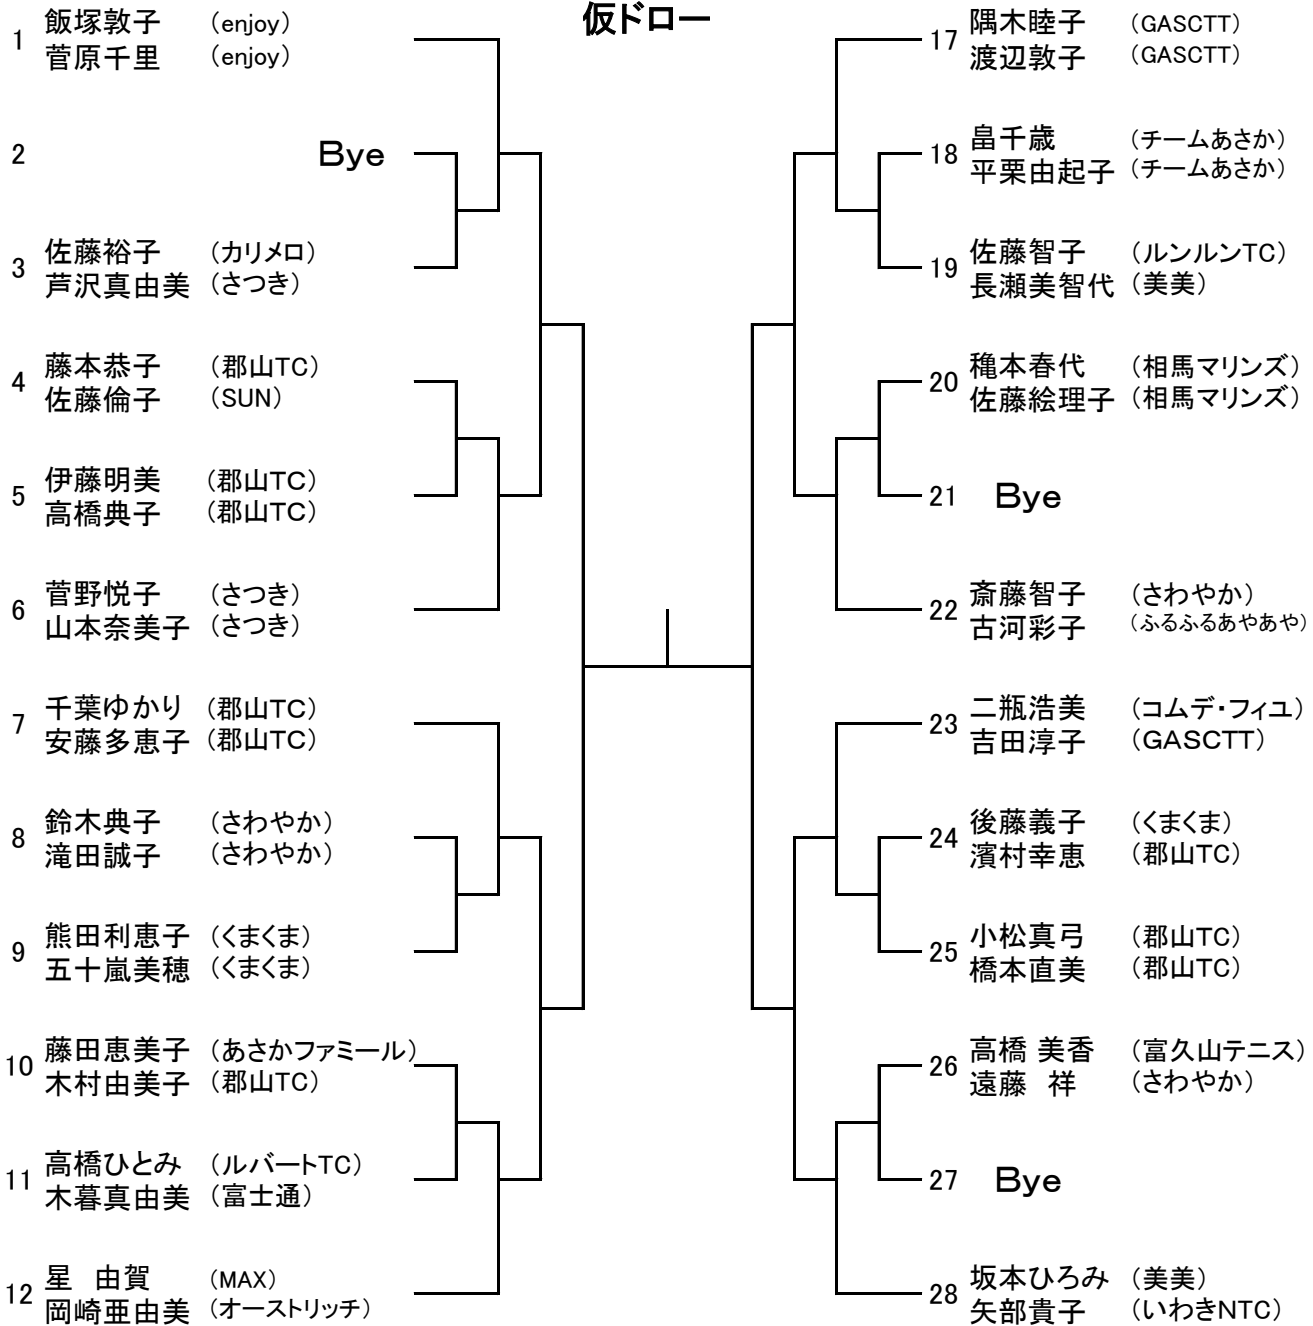 仮ドロー
1 飯塚敦子 (enjoy)
菅原千里 (enjoy)
2 Bye
3 佐藤裕子 (カリメロ)
芦沢真由美 (さつき)
4 藤本恭子 (郡山TC)
佐藤倫子 (SUN)
5 伊藤明美 (郡山TC)
高橋典子 (郡山TC)
6 菅野悦子 (さつき)
山本奈美子 (さつき)
7 千葉ゆかり (郡山TC)
安藤多恵子 (郡山TC)
8 鈴木典子 (さわやか)
滝田誠子 (さわやか)
9 熊田利恵子 (くまくま)
五十嵐美穂 (くまくま)
10 藤田恵美子 (あさかファミール)
木村由美子 (郡山TC)
11 高橋ひとみ (ルバートTC)
木暮真由美 (富士通)
12 星 由賀 (MAX)
岡崎亜由美 (オーストリッチ)
17 隅木睦子 (GASCTT)
渡辺敦子 (GASCTT)
18 畠千歳 (チームあさか)
平栗由起子 (チームあさか)
19 佐藤智子 (ルンルンTC)
長瀬美智代 (美美)
20 穐本春代 (相馬マリンズ)
佐藤絵理子 (相馬マリンズ)
21 Bye
22 斎藤智子 (さわやか)
古河彩子 (ふるふるあやあや)
23 二瓶浩美 (コムデ・フィユ)
吉田淳子 (GASCTT)
24 後藤義子 (くまくま)
濱村幸恵 (郡山TC)
25 小松真弓 (郡山TC)
橋本直美 (郡山TC)
26 高橋 美香 (富久山テニス)
遠藤 祥 (さわやか)
27 Bye
28 坂本ひろみ (美美)
矢部貴子 (いわきNTC)